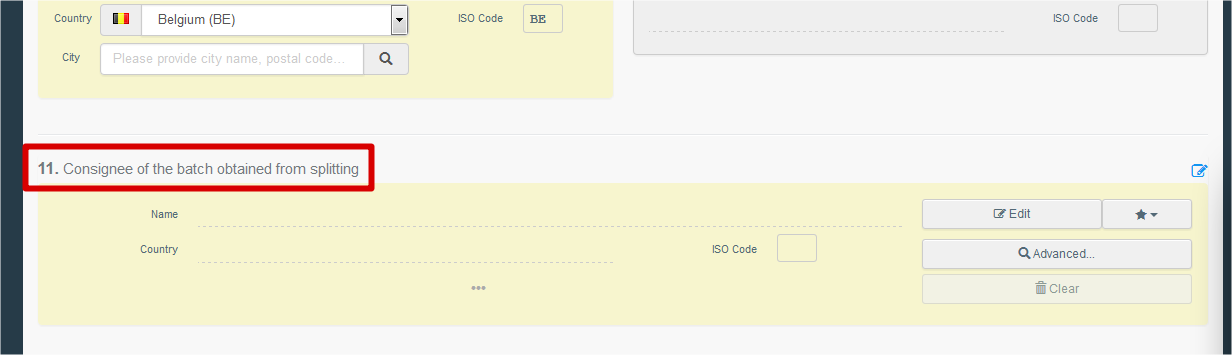 Country Belgium (BE) ISO Code BE ISO Code
City Please provide city name, postal code...
11. Consignee of the batch obtained from splitting
Name Edit
Country ISO Code Advanced...
Clear